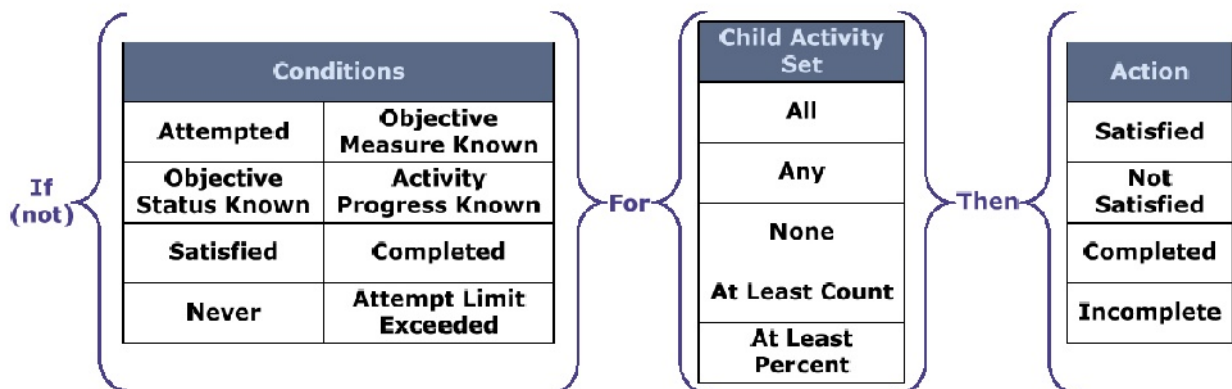 If
(not)
Conditions
Attempted
Objective
Measure Known
Objective
Status Known
Activity
Progress Known
Satisfied
Completed
Never
Attempt Limit
Exceeded
For
Child Activity
Set
All
Any
None
At Least Count
At Least
Percent
Then
Action
Satisfied
Not
Satisfied
Completed
Incomplete